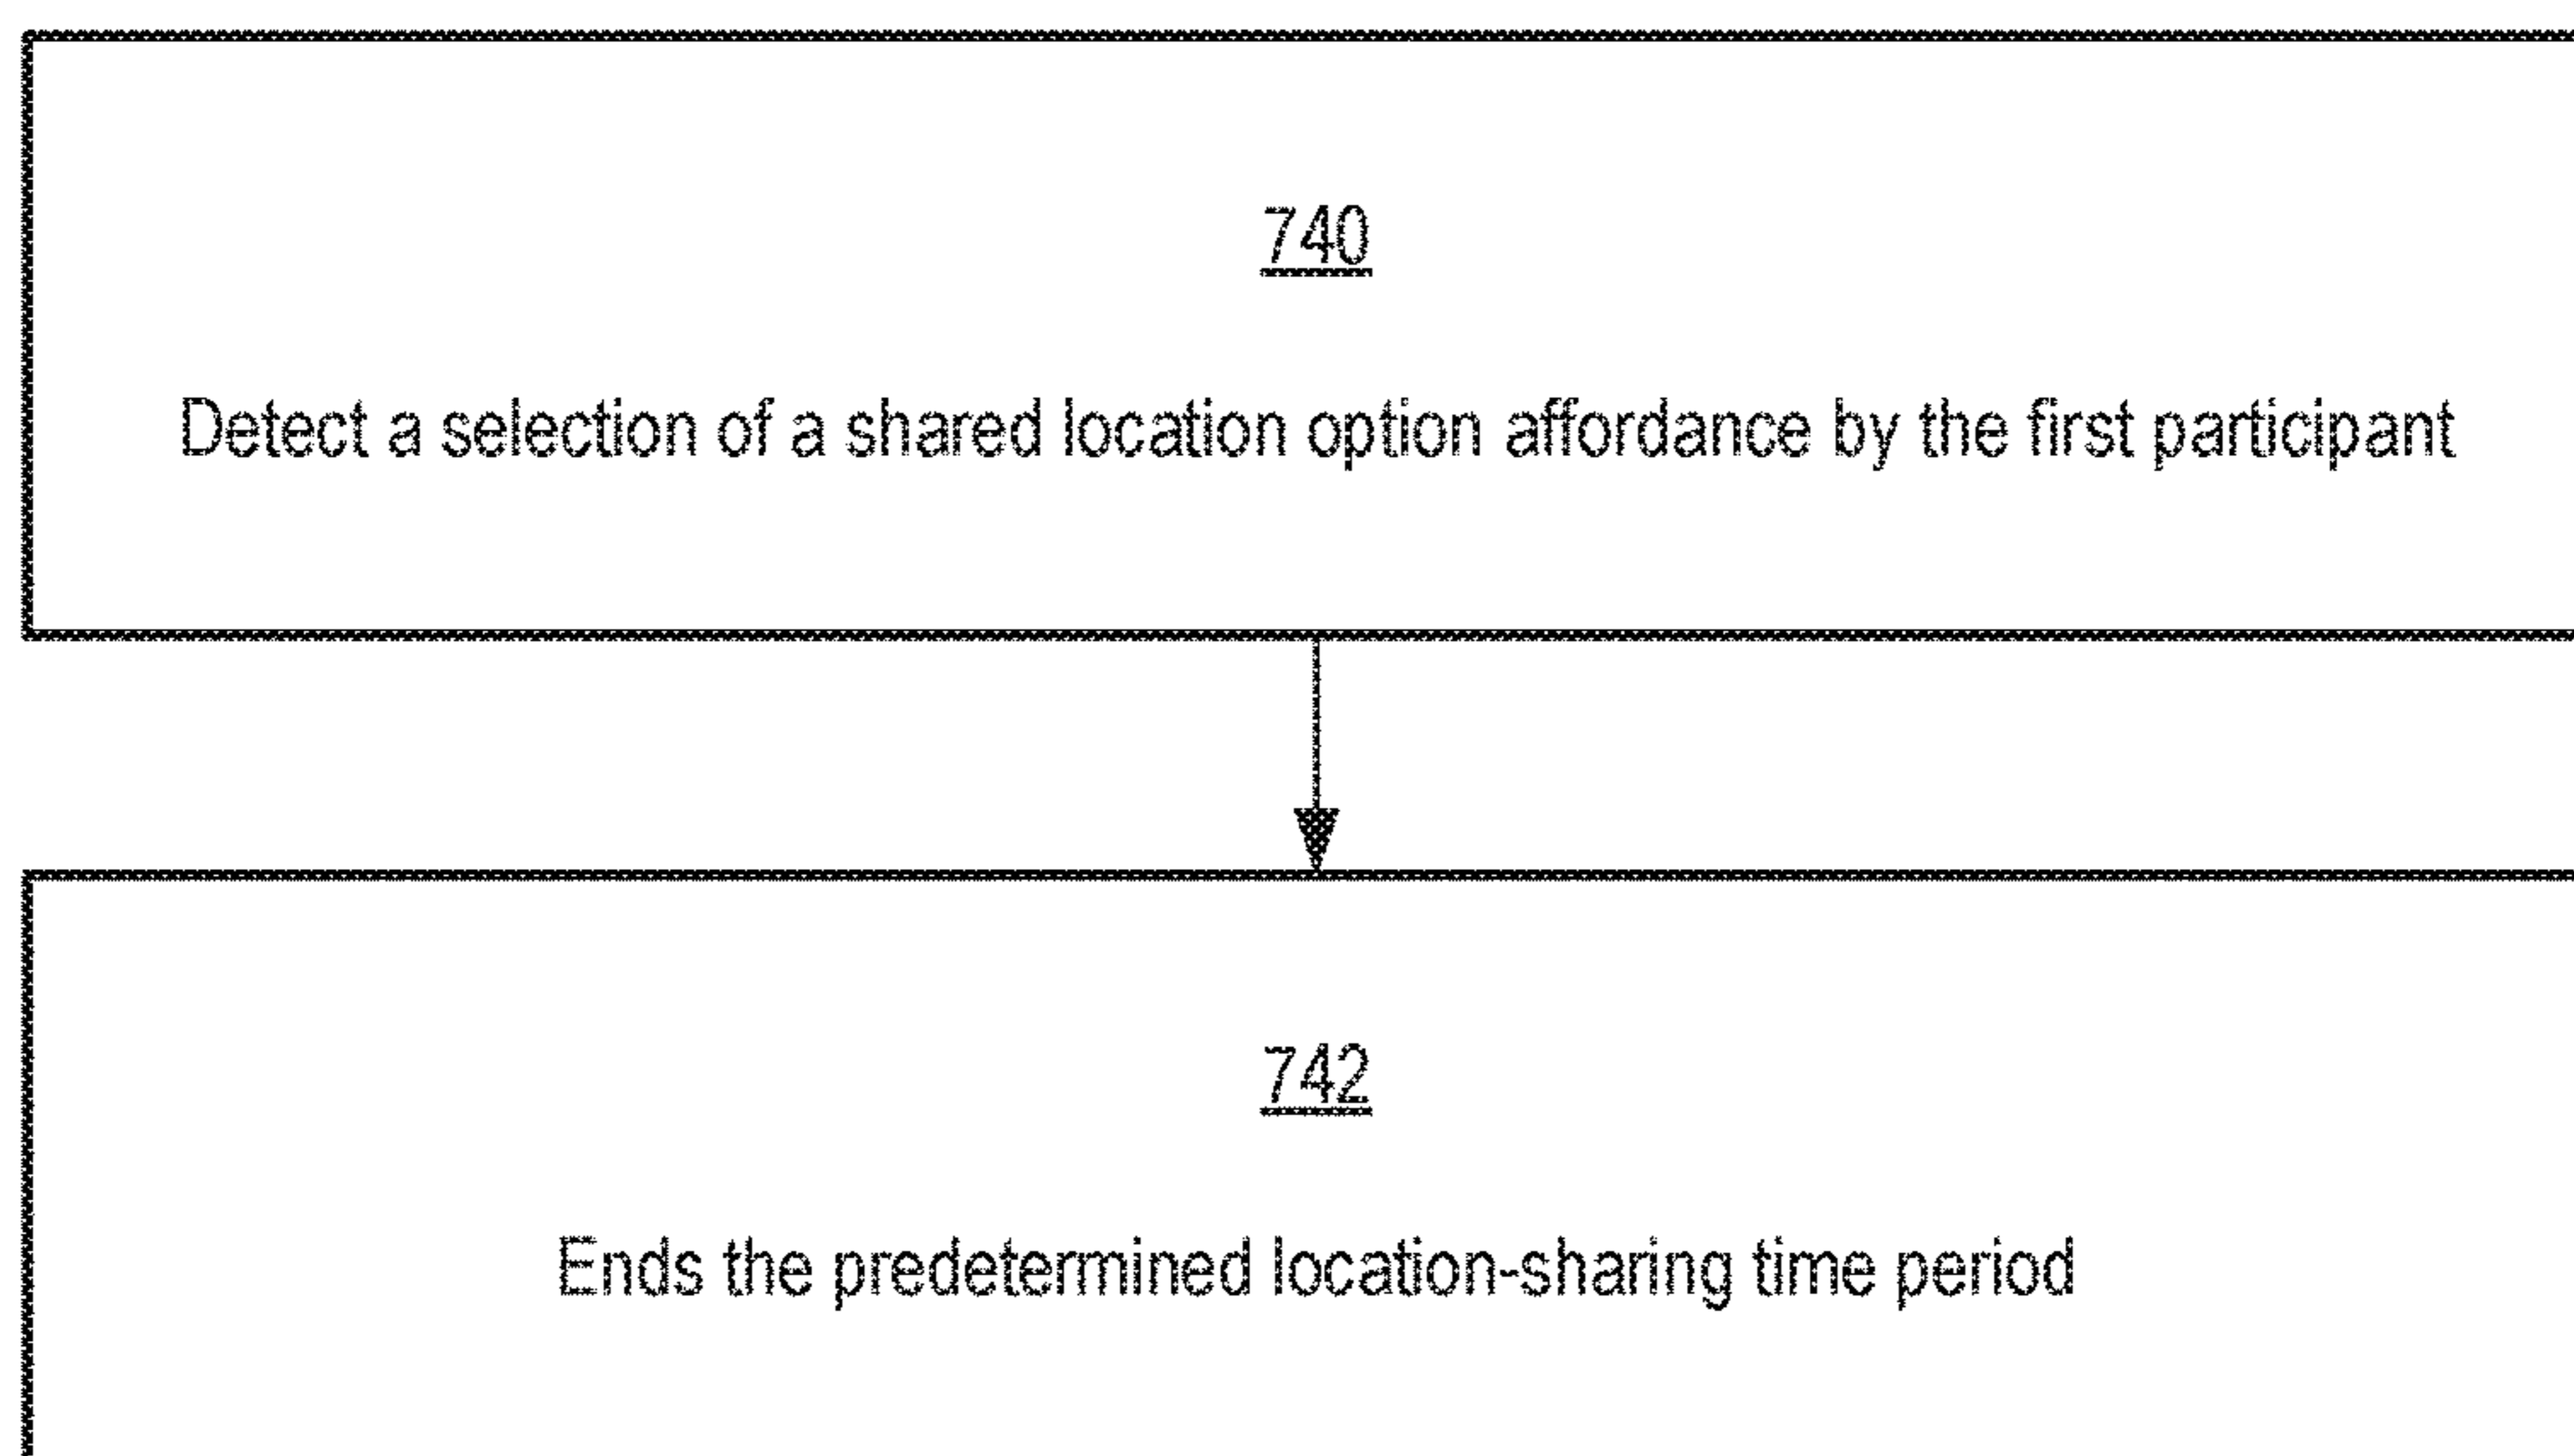 740
Detect a selection of a shared location option affordance by the first participant
742
Ends the predetermined location-sharing time period